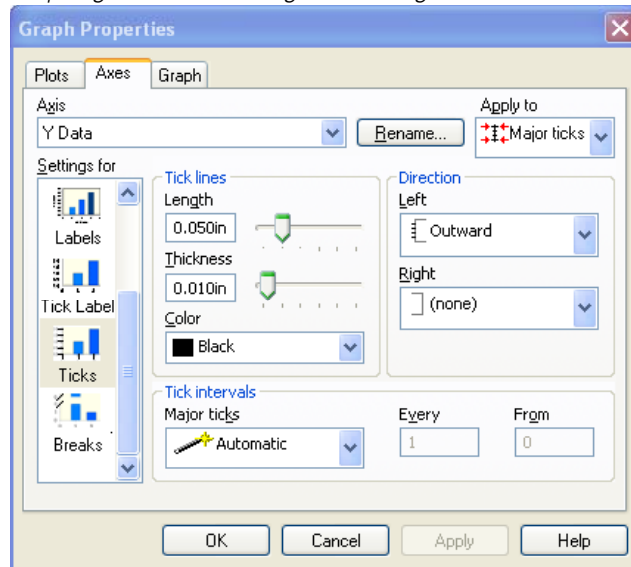 Graph Properties
Plots Axes Graph
Axis Apply to
Y Data Rename... Major ticks
Settings for
Labels
Tick Label
Ticks
Breaks
Tick lines
Length
0.050in
Thickness
0.010in
Color
Black
Direction
Left
Outward
Right
(none)
Tick intervals
Major ticks Every From
Automatic 1 0
OK Cancel Apply Help